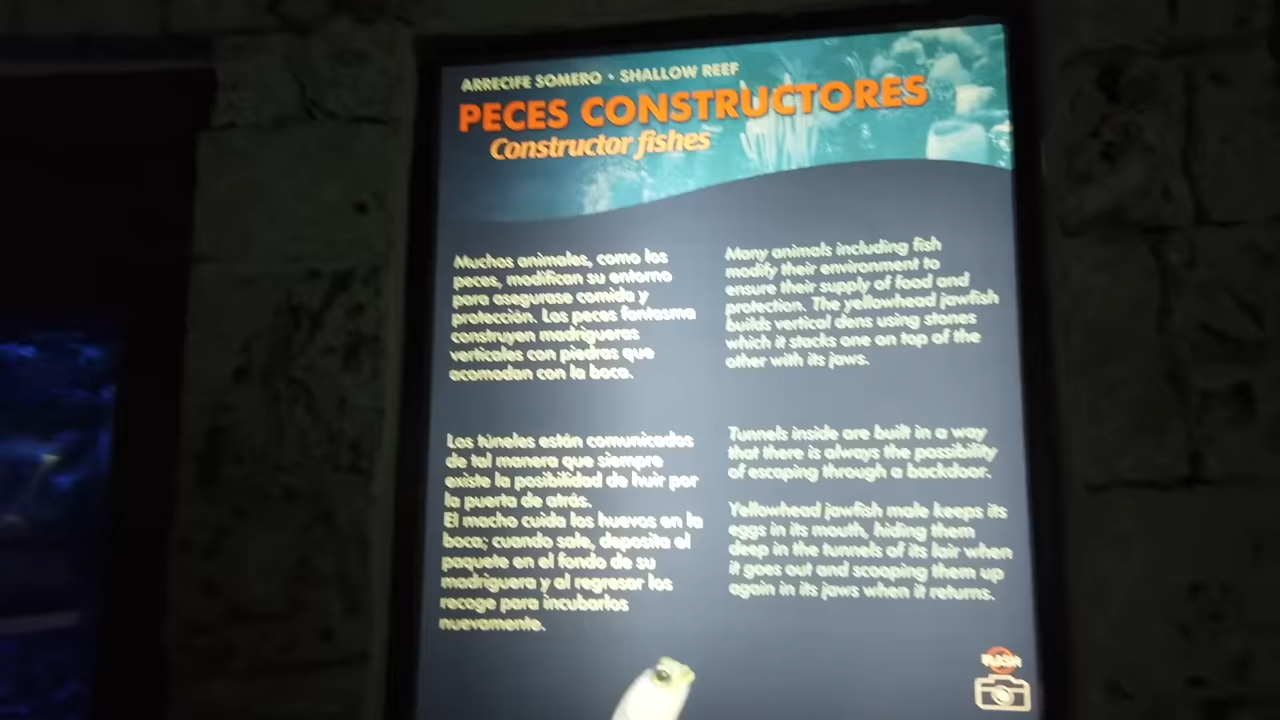 ARRECIFE SOMERO • SHALLOW REEF
PECES CONSTRUCTORES
Constructor fishes
Muchos animales, como los
peces, modifican su entorno
para asegurase comida y
protección. Los peces fantasma
construyen madrigueras
verticales con piedras que
acomodan con la boca.
Los túneles están comunicados
de tal manera que siempre
existe la posibilidad de huir por
la puerta de atrás.
El macho cuida los huevos en la
boca; cuando sale, deposita el
paquete en el fondo de su
madriguera y al regresar los
recoge para incubarlos
nuevamente.
Many animals including fish
modify their environment to
ensure their supply of food and
protection. The yellowhead jawfish
builds vertical dens using stones
which it stacks one on top of the
other with its jaws.
Tunnels inside are built in a way
that there is always the possibility
of escaping through a backdoor.
Yellowhead jawfish male keeps its
eggs in its mouth, hiding them
deep in the tunnels of its lair when
it goes out and scooping them up
again in its jaws when it returns.
FLASH